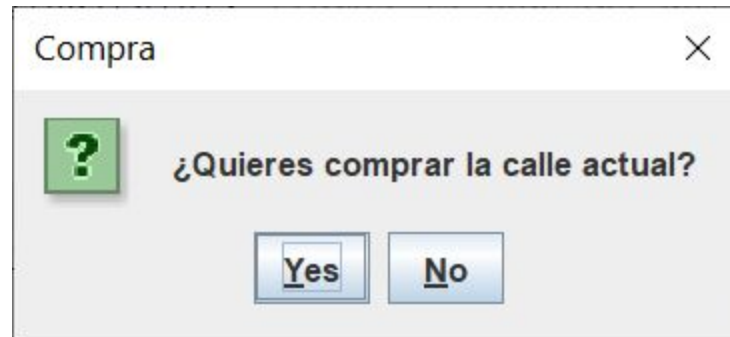 Compra
¿Quieres comprar la calle actual?
Yes No